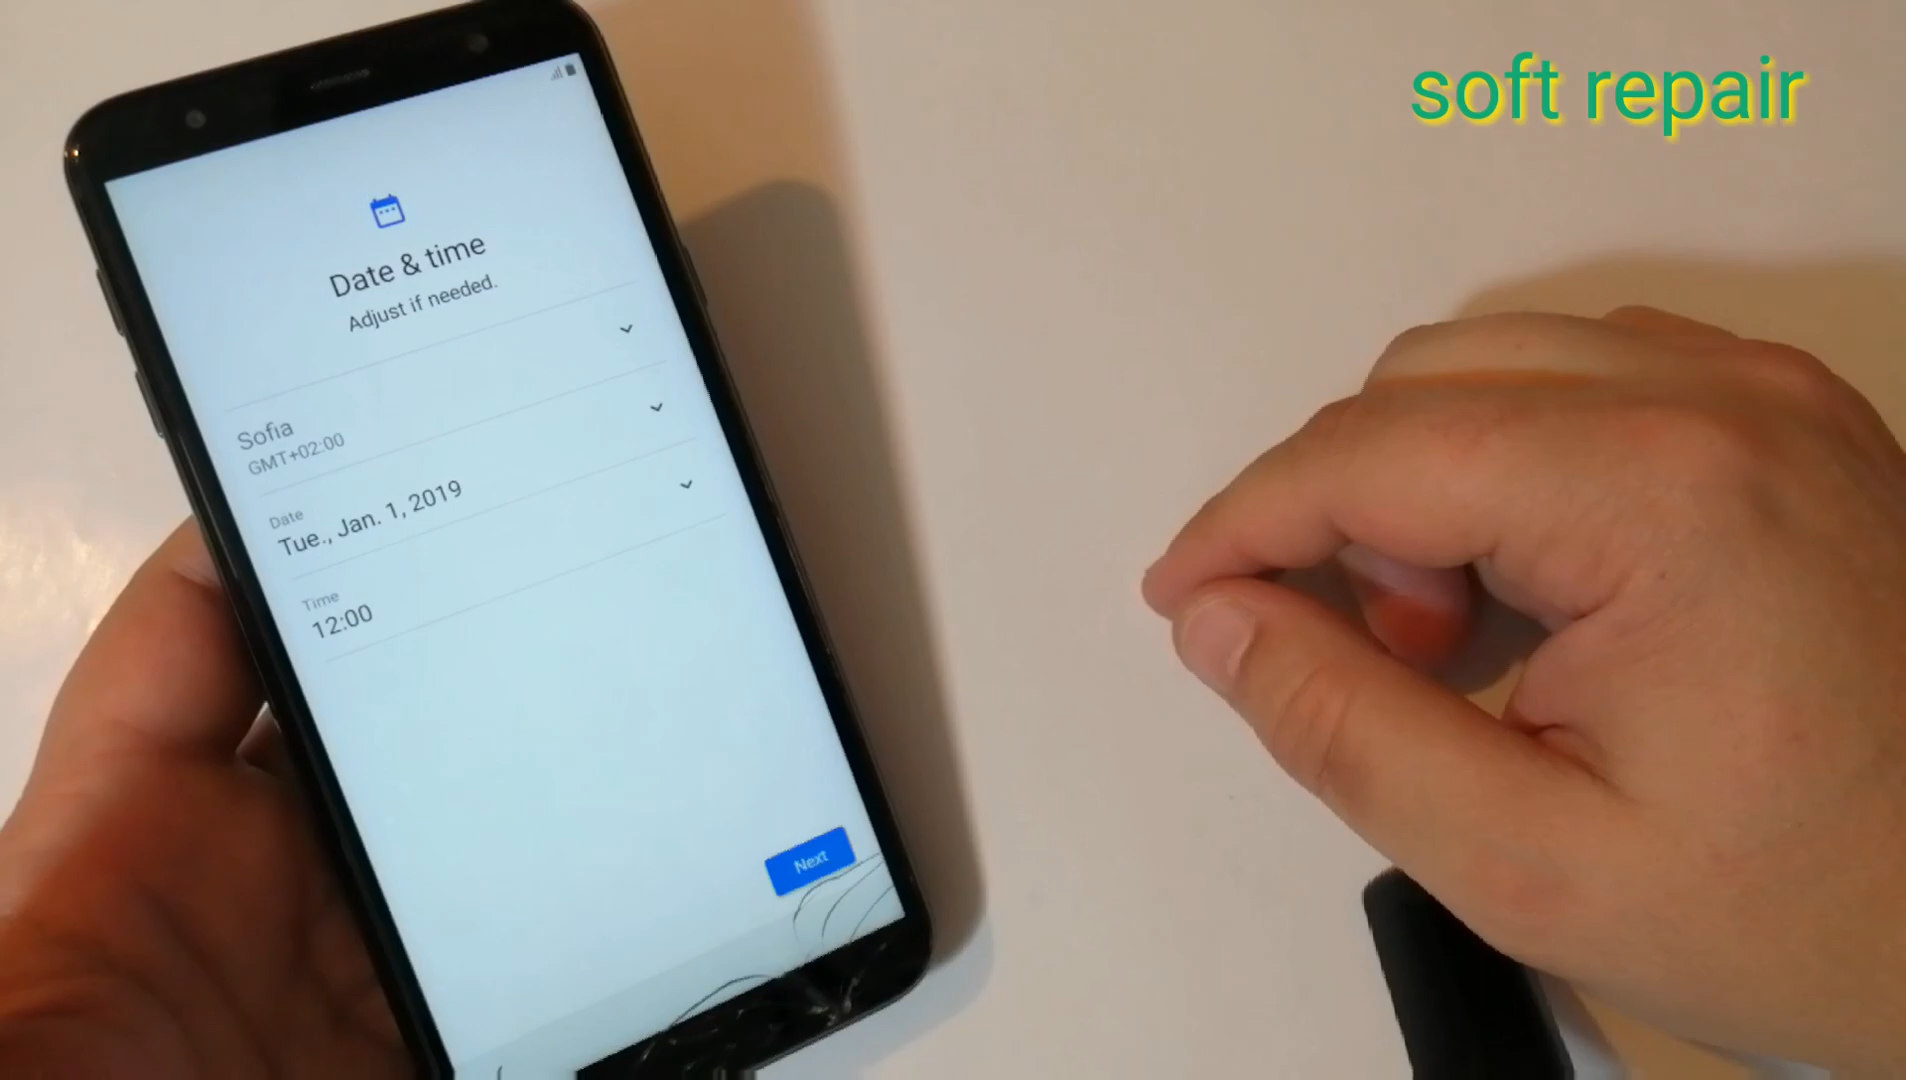 soft repair
Date & time
Adjust if needed.
Sofia
GMT+02:00
Date
Tue., Jan. 1, 2019
Time
12:00
Next